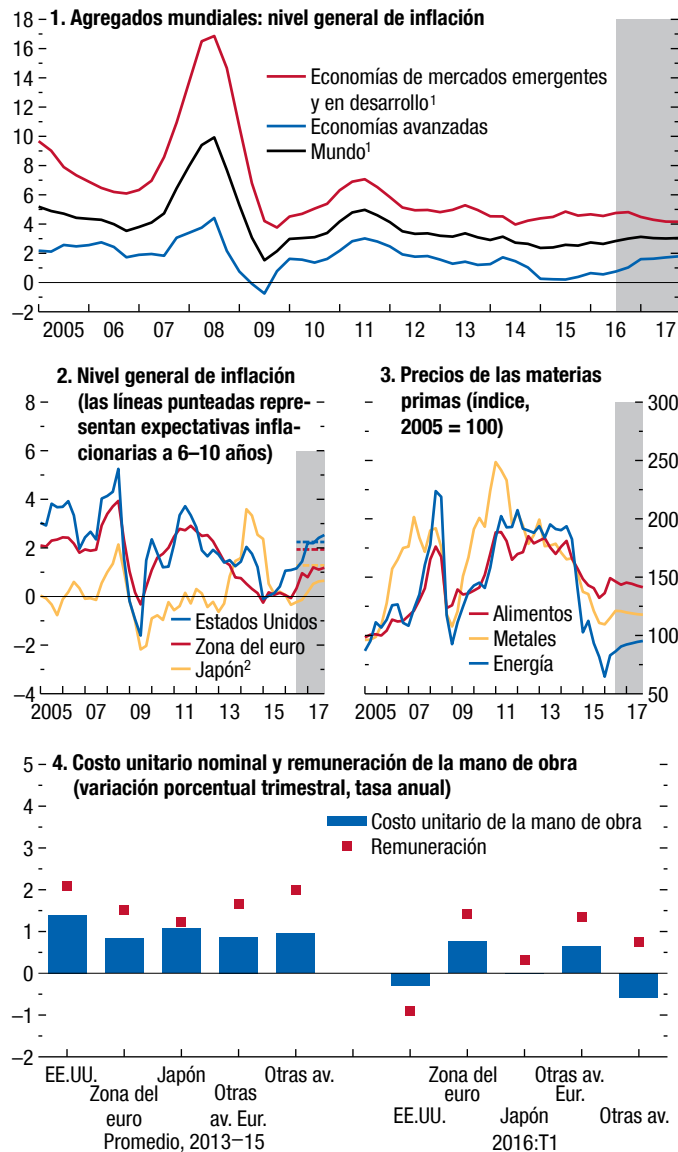 1. Agregados mundiales: nivel general de inflación
18
16
14
12
10
8
6
4
2
0
–2
Economías de mercados emergentes
y en desarrollo¹
Economías avanzadas
Mundo¹
2005 06 07 08 09 10 11 12 13 14 15 16 17
2. Nivel general de inflación
(las líneas punteadas repre-
sentan expectativas infla-
cionarias a 6–10 años)
8
6
4
2
0
–2
–4
Estados Unidos
Zona del euro
Japón²
2005 07 09 11 13 15 17
3. Precios de las materias
primas (índice,
2005 = 100)
300
250
200
150
100
50
Alimentos
Metales
Energía
2005 07 09 11 13 15 17
4. Costo unitario nominal y remuneración de la mano de obra
(variación porcentual trimestral, tasa anual)
5
4
3
2
1
0
–1
–2
Costo unitario de la mano de obra
Remuneración
EE.UU.
Zona del
euro
Japón
Otras
av. Eur.
Otras av.
Promedio, 2013–15
EE.UU.
Zona del
euro
Japón
Otras av.
Eur.
Otras av.
2016:T1